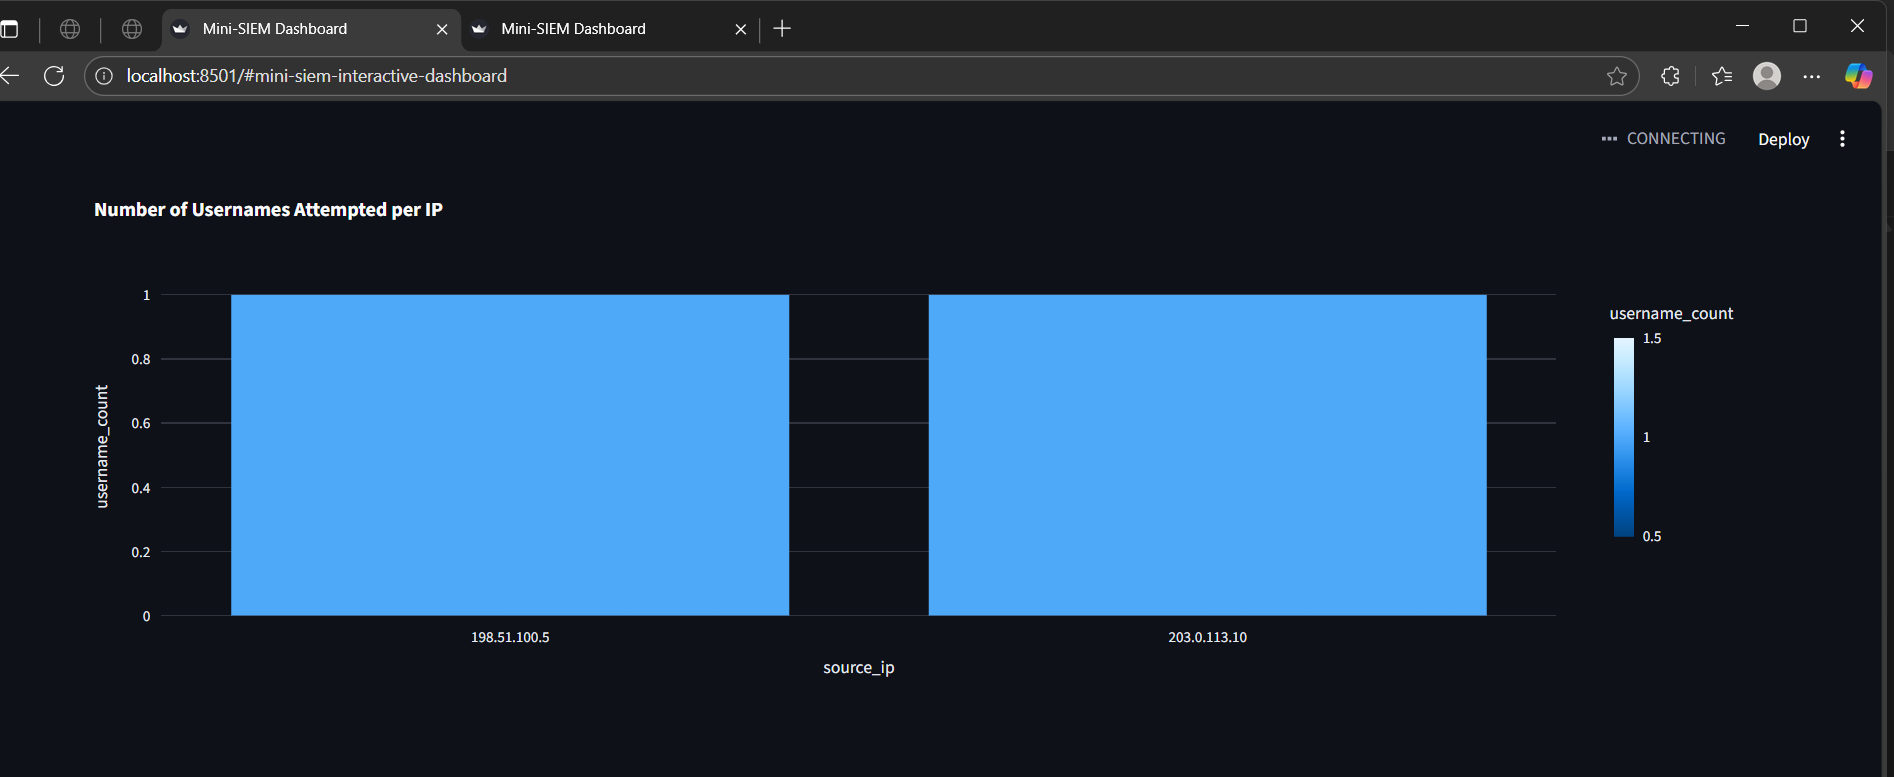 Mini-SIEM Dashboard
Mini-SIEM Dashboard
localhost:8501/#mini-siem-interactive-dashboard
CONNECTING
Deploy
Number of Usernames Attempted per IP
1
0.8
0.6
0.4
0.2
0
username_count
198.51.100.5
203.0.113.10
source_ip
username_count
1.5
1
0.5